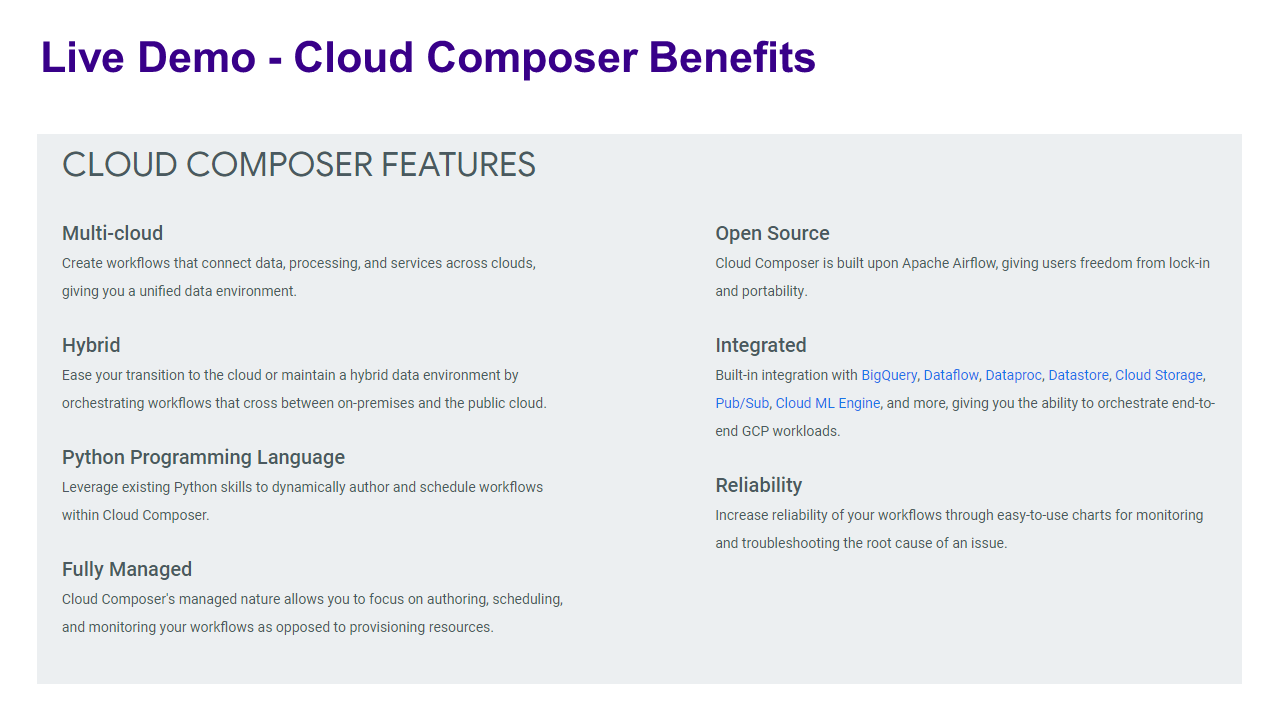 Live Demo - Cloud Composer Benefits
CLOUD COMPOSER FEATURES
Multi-cloud
Create workflows that connect data, processing, and services across clouds,
giving you a unified data environment.
Hybrid
Ease your transition to the cloud or maintain a hybrid data environment by
orchestrating workflows that cross between on-premises and the public cloud.
Python Programming Language
Leverage existing Python skills to dynamically author and schedule workflows
within Cloud Composer.
Fully Managed
Cloud Composer's managed nature allows you to focus on authoring, scheduling,
and monitoring your workflows as opposed to provisioning resources.
Open Source
Cloud Composer is built upon Apache Airflow, giving users freedom from lock-in
and portability.
Integrated
Built-in integration with BigQuery, Dataflow, Dataproc, Datastore, Cloud Storage,
Pub/Sub, Cloud ML Engine, and more, giving you the ability to orchestrate end-to-
end GCP workloads.
Reliability
Increase reliability of your workflows through easy-to-use charts for monitoring
and troubleshooting the root cause of an issue.